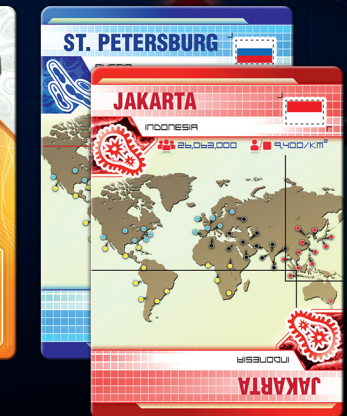 ST. PETERSBURG
RUSSIA
JAKARTA
INDONESIA
26,063,000 9,400/KM²
INDONESIA
JAKARTA